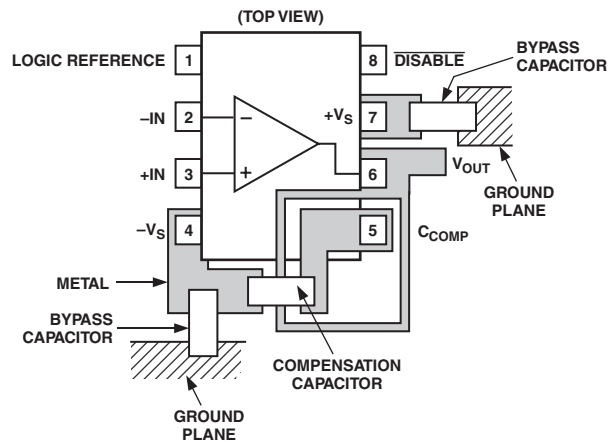 (TOP VIEW)
LOGIC REFERENCE
1
8
DISABLE
BYPASS
CAPACITOR
–IN
2
–
+VS
7
+IN
3
+
6
VOUT
GROUND
PLANE
–VS
4
5
CCOMP
METAL
BYPASS
CAPACITOR
COMPENSATION
CAPACITOR
GROUND
PLANE